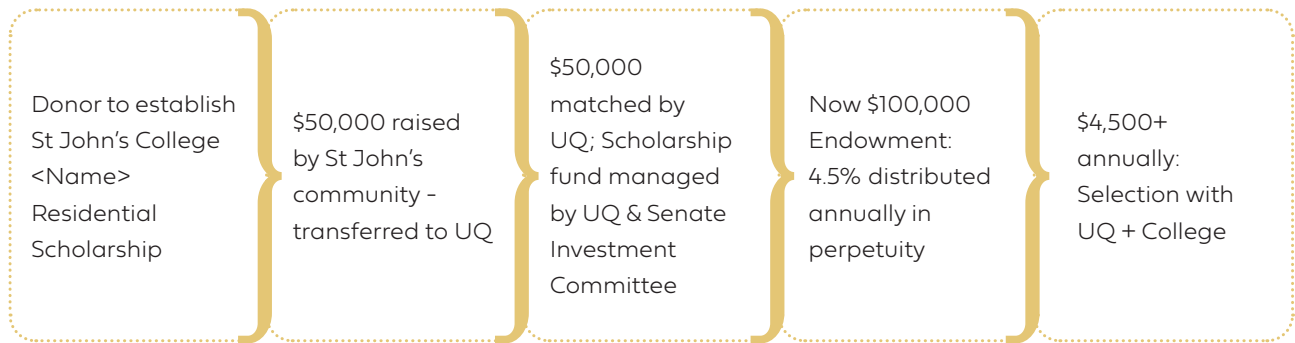 Donor to establish
St John's College
<Name>
Residential
Scholarship
$50,000 raised
by St John's
community -
transferred to UQ
$50,000
matched by
UQ; Scholarship
fund managed
by UQ & Senate
Investment
Committee
Now $100,000
Endowment:
4.5% distributed
annually in
perpetuity
$4,500+
annually:
Selection with
UQ + College